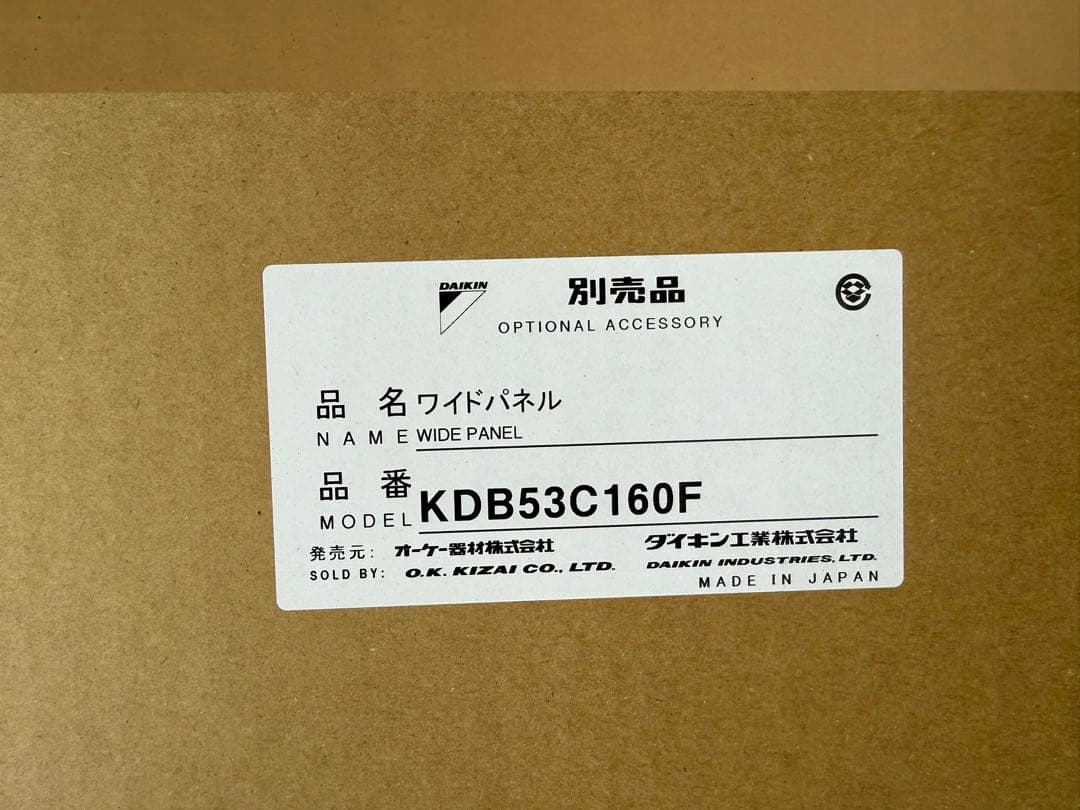 DAIKIN
別売品
OPTIONAL ACCESSORY
品 名 ワイドパネル
NAME WIDE PANEL
品 番 KDB53C160F
MODEL
発売元: オーケー器材株式会社 ダイキン工業株式会社
SOLD BY: O.K. KIZAI CO., LTD. DAIKIN INDUSTRIES, LTD.
MADE IN JAPAN